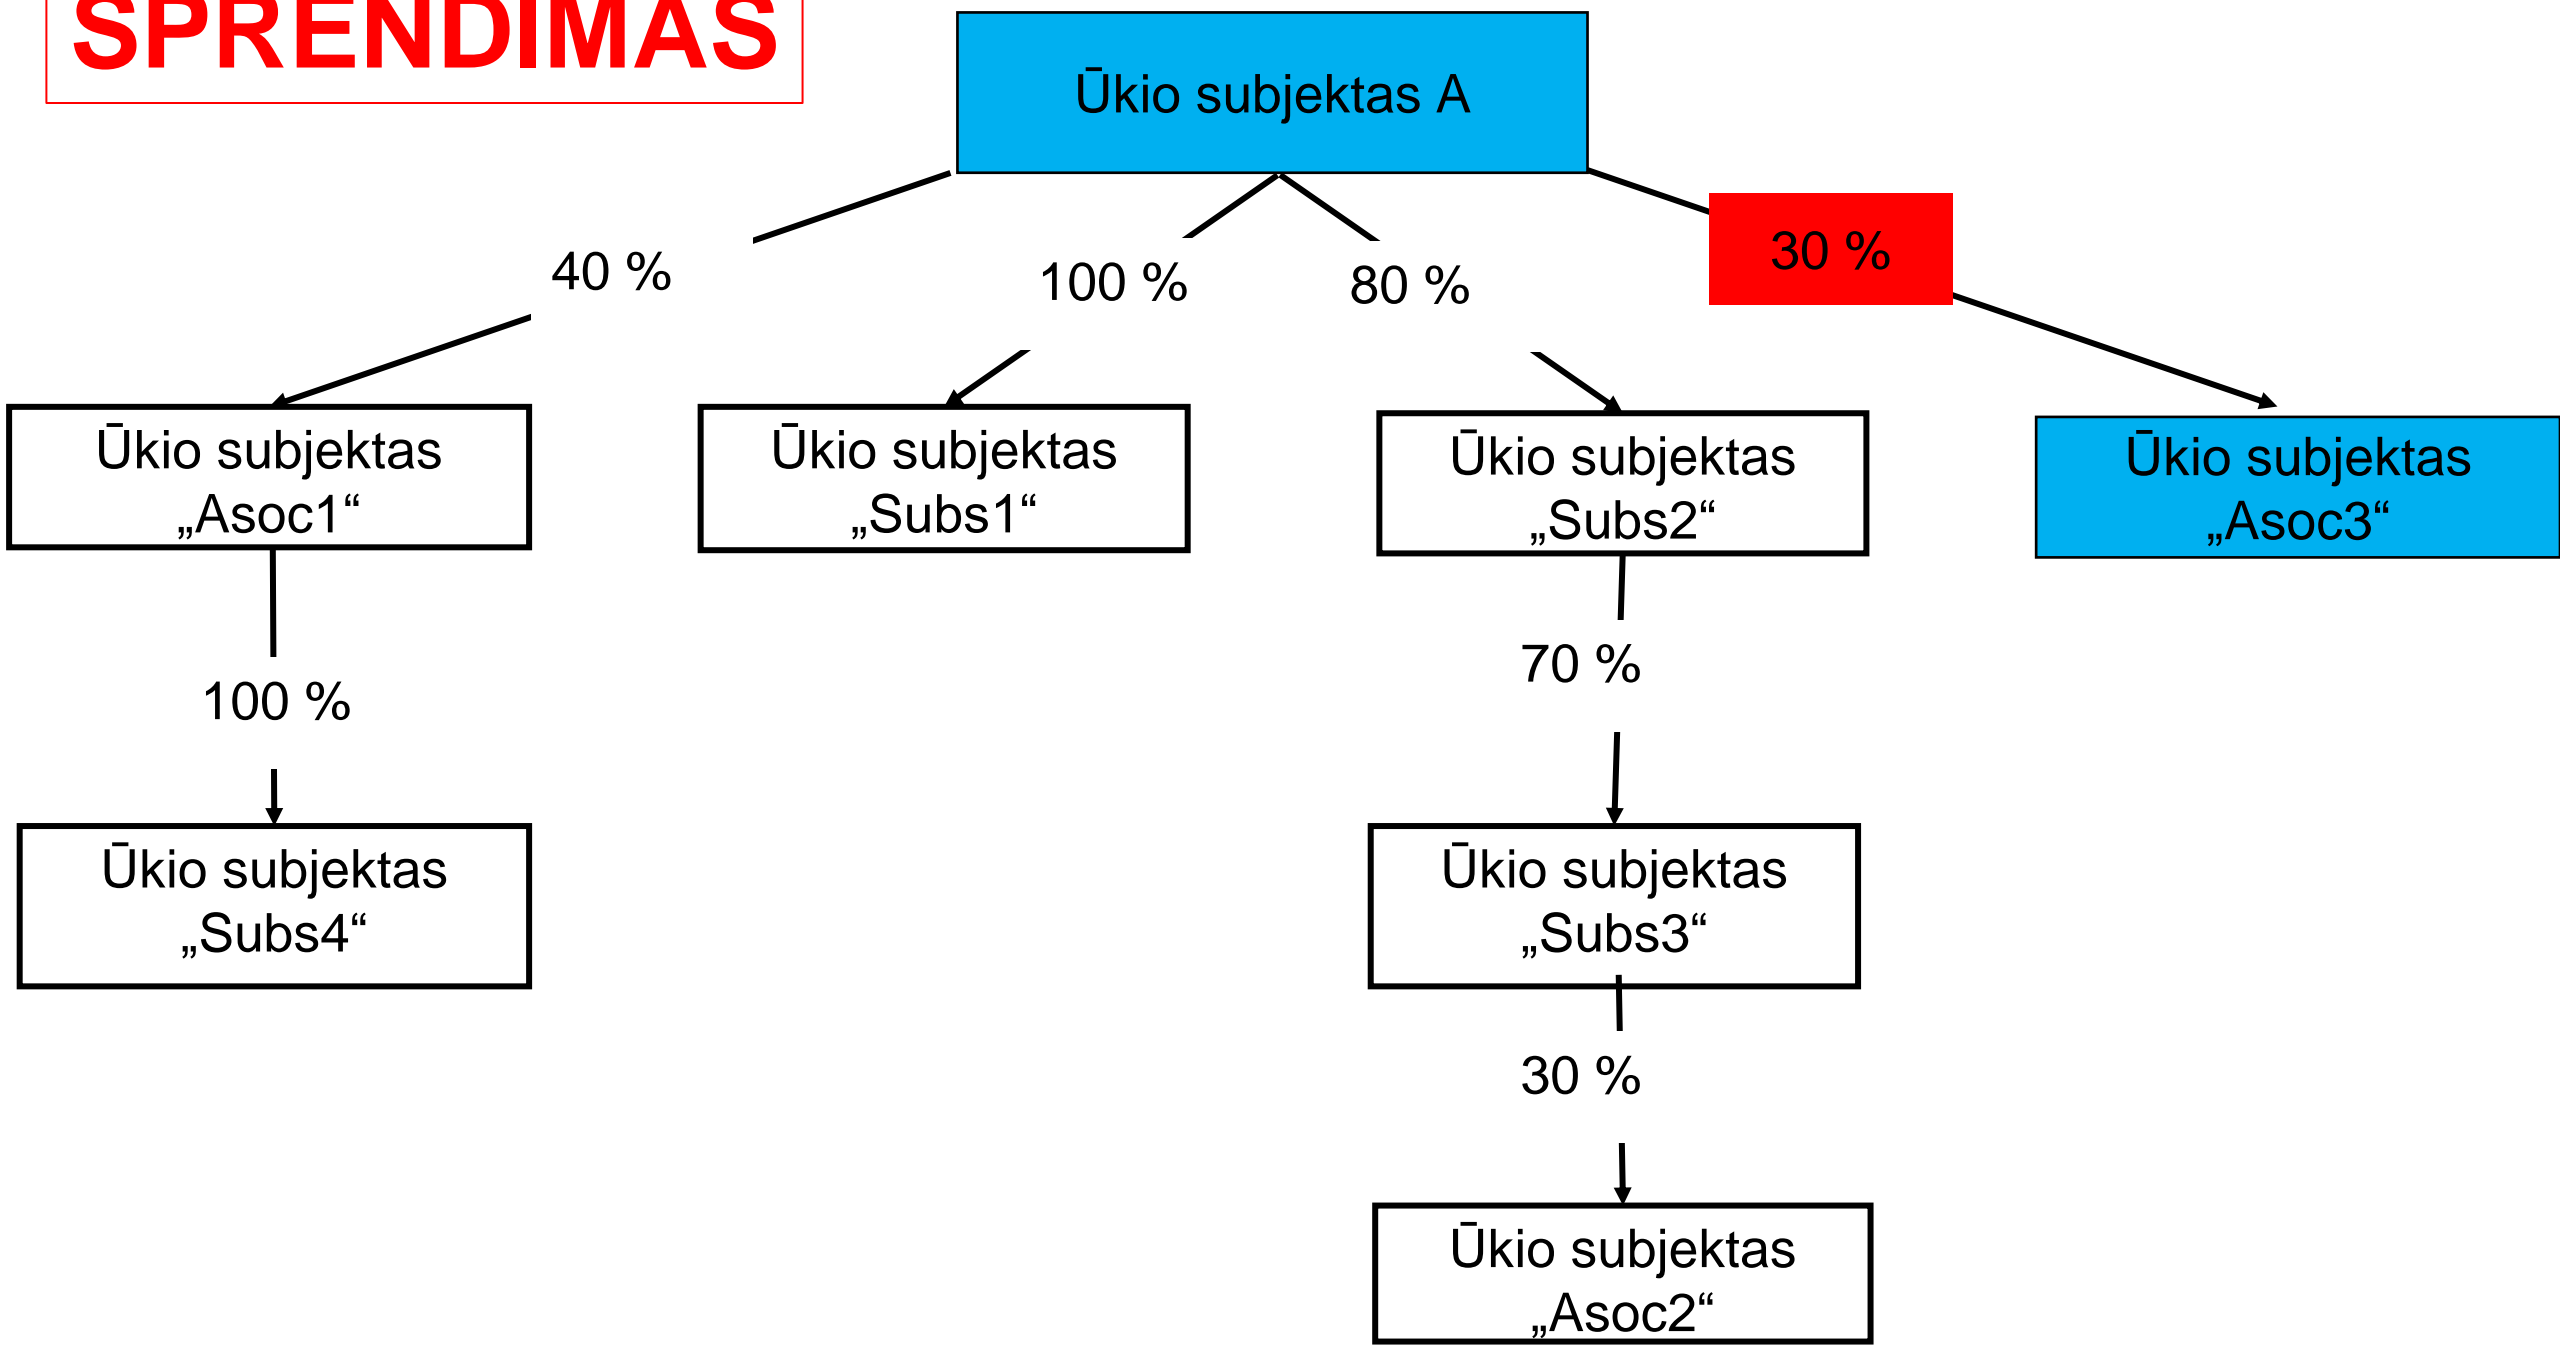 SPRENDIMAS
Ūkio subjektas A
40 %
100 %
80 %
30 %
Ūkio subjektas
„Asoc1“
Ūkio subjektas
„Subs1“
Ūkio subjektas
„Subs2“
Ūkio subjektas
„Asoc3“
100 %
70 %
Ūkio subjektas
„Subs4“
Ūkio subjektas
„Subs3“
30 %
Ūkio subjektas
„Asoc2“